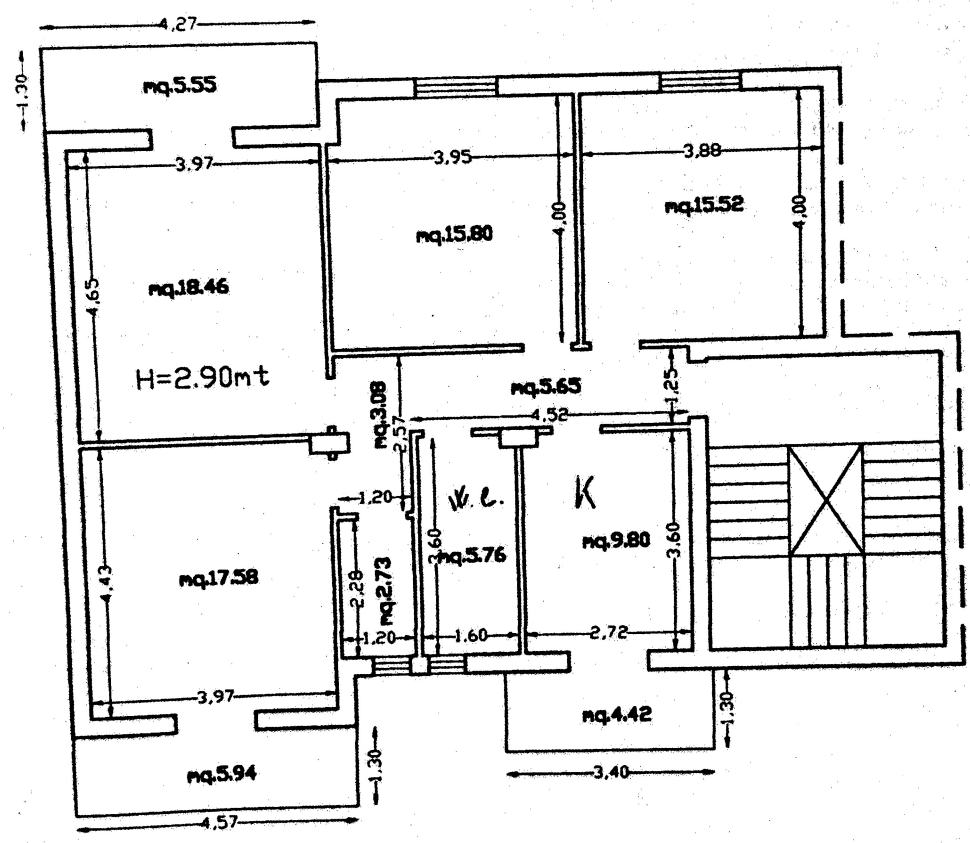 4,27
1,30
mq.5.55
3,97
3,95
3,88
mq.15.52
4,00
4,00
mq.15.80
mq.18.46
4,65
H=2.90mt
mq.3.08
2,57
mq.5.65
1,25
4,52
1,20
w.c.
K
mq.9.80
3,60
mq.5.76
3,60
mq.17.58
4,43
2,28
mq.2.73
1,20
1,60
2,72
3,97
mq.4.42
1,30
mq.5.94
1,30
3,40
4,57